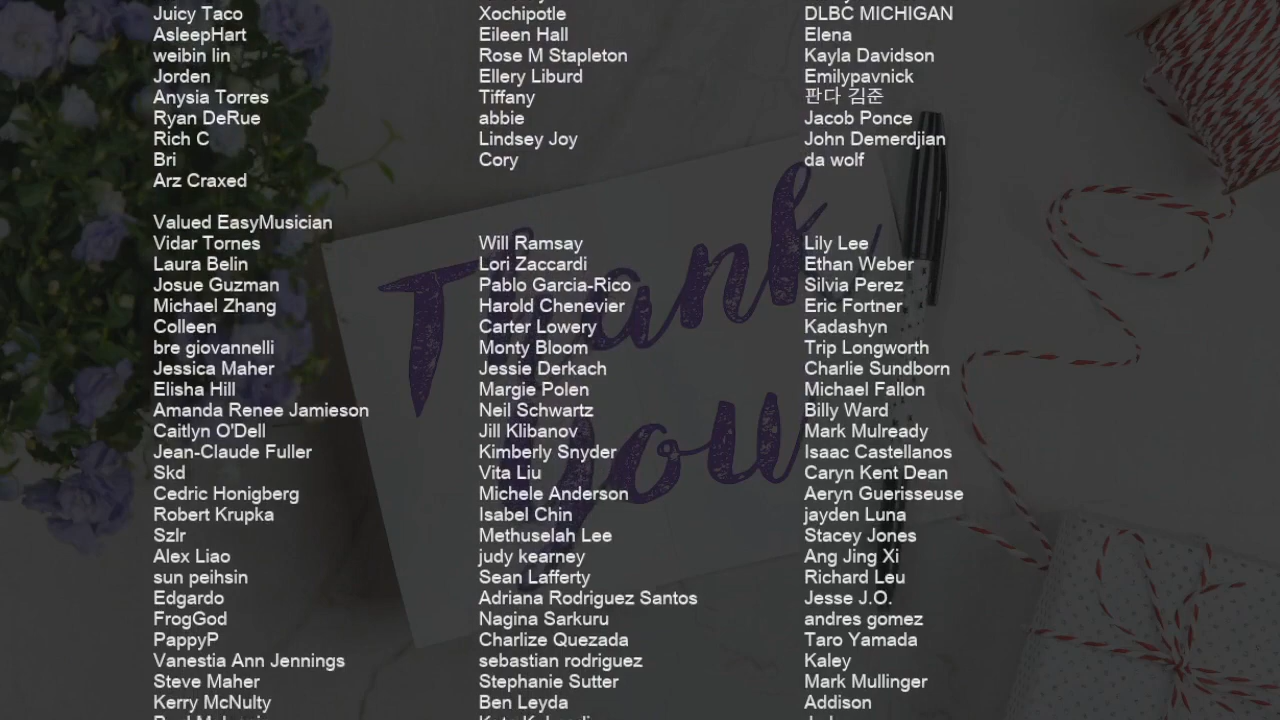 Juicy Taco Xochipotle DLBC MICHIGAN
AsleepHart Eileen Hall Elena
weibin lin Rose M Stapleton Kayla Davidson
Jorden Ellery Liburd Emilypavnick
Anysia Torres Tiffany 판다 김준
Ryan DeRue abbie Jacob Ponce
Rich C Lindsey Joy John Demerdjian
Bri Cory da wolf
Arz Craxed
Valued EasyMusician
Vidar Tornes Will Ramsay Lily Lee
Laura Belin Lori Zaccardi Ethan Weber
Josue Guzman Pablo Garcia-Rico Silvia Perez
Michael Zhang Harold Chenevier Eric Fortner
Colleen Carter Lowery Kadashyn
bre giovannelli Monty Bloom Trip Longworth
Jessica Maher Jessie Derkach Charlie Sundborn
Elisha Hill Margie Polen Michael Fallon
Amanda Renee Jamieson Neil Schwartz Billy Ward
Caitlyn O'Dell Jill Klibanov Mark Mulready
Jean-Claude Fuller Kimberly Snyder Isaac Castellanos
Skd Vita Liu Caryn Kent Dean
Cedric Honigberg Michele Anderson Aeryn Guerisseuse
Robert Krupka Isabel Chin jayden Luna
Szlr Methuselah Lee Stacey Jones
Alex Liao judy kearney Ang Jing Xi
sun peihsin Sean Lafferty Richard Leu
Edgardo Adriana Rodriguez Santos Jesse J.O.
FrogGod Nagina Sarkuru andres gomez
PappyP Charlize Quezada Taro Yamada
Vanestia Ann Jennings sebastian rodriguez Kaley
Steve Maher Stephanie Sutter Mark Mullinger
Kerry McNulty Ben Leyda Addison
Thank
you